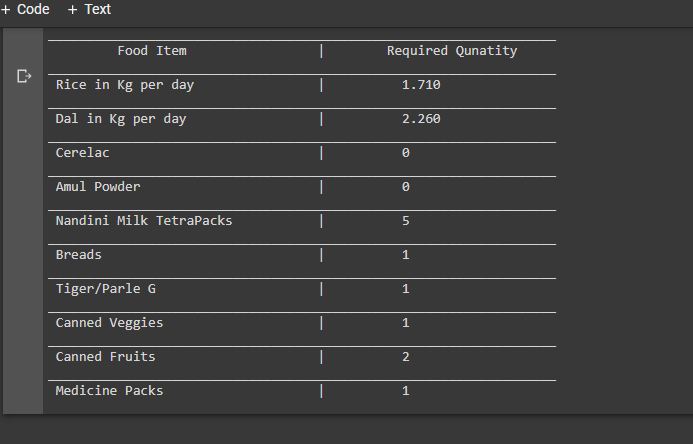 + Code + Text
Food Item | Required Qunatity
Rice in Kg per day | 1.710
Dal in Kg per day | 2.260
Cerelac | 0
Amul Powder | 0
Nandini Milk TetraPacks | 5
Breads | 1
Tiger/Parle G | 1
Canned Veggies | 1
Canned Fruits | 2
Medicine Packs | 1